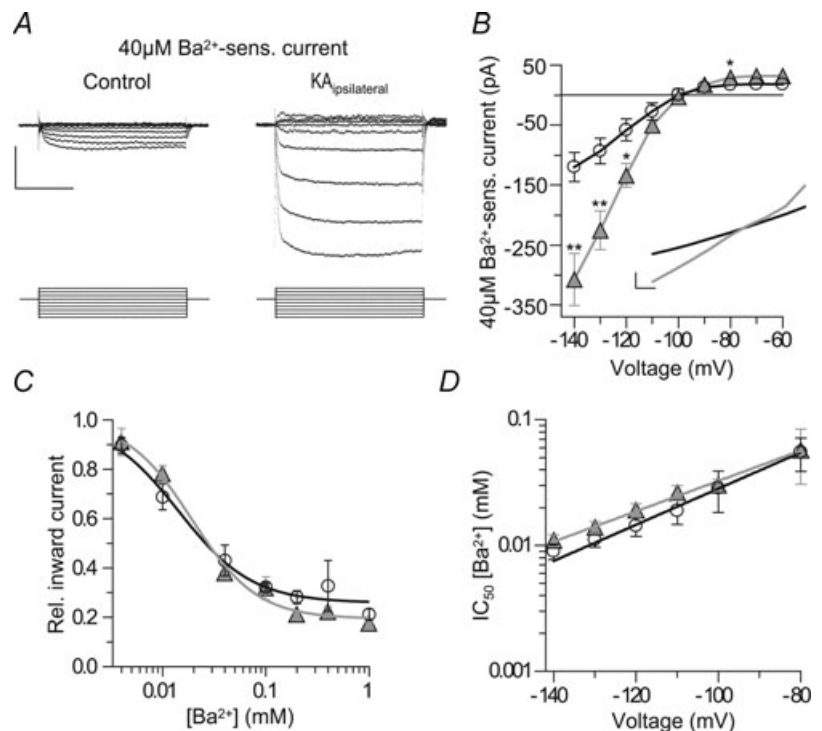 A
40μM Ba²⁺-sens. current
Control
KAipsilateral
B
40μM Ba²⁺-sens. current (pA)
50
-50
-150
-250
-350
*
*
**
**
-140
-120
-100
-80
-60
Voltage (mV)
C
Rel. inward current
1.0
0.8
0.6
0.4
0.2
0.0
0.01
0.1
1
[Ba²⁺] (mM)
D
IC₅₀ [Ba²⁺] (mM)
0.1
0.01
0.001
-140
-120
-100
-80
Voltage (mV)